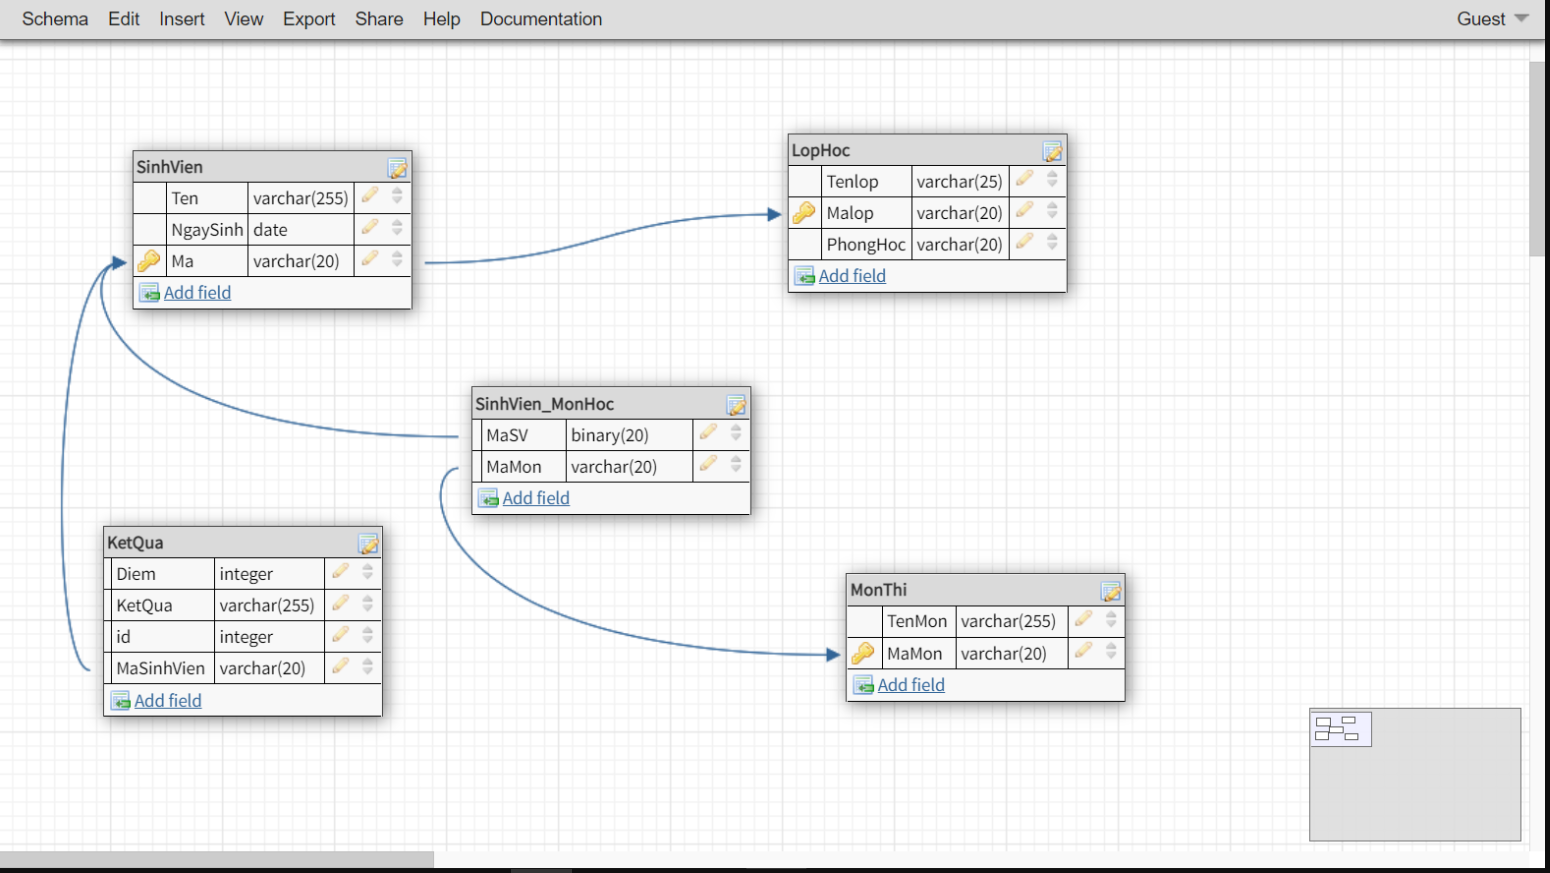 Schema Edit Insert View Export Share Help Documentation Guest
SinhVien
Ten varchar(255)
NgaySinh date
Ma varchar(20)
Add field
LopHoc
Tenlop varchar(25)
Malop varchar(20)
PhongHoc varchar(20)
Add field
SinhVien_MonHoc
MaSV binary(20)
MaMon varchar(20)
Add field
KetQua
Diem integer
KetQua varchar(255)
id integer
MaSinhVien varchar(20)
Add field
MonThi
TenMon varchar(255)
MaMon varchar(20)
Add field